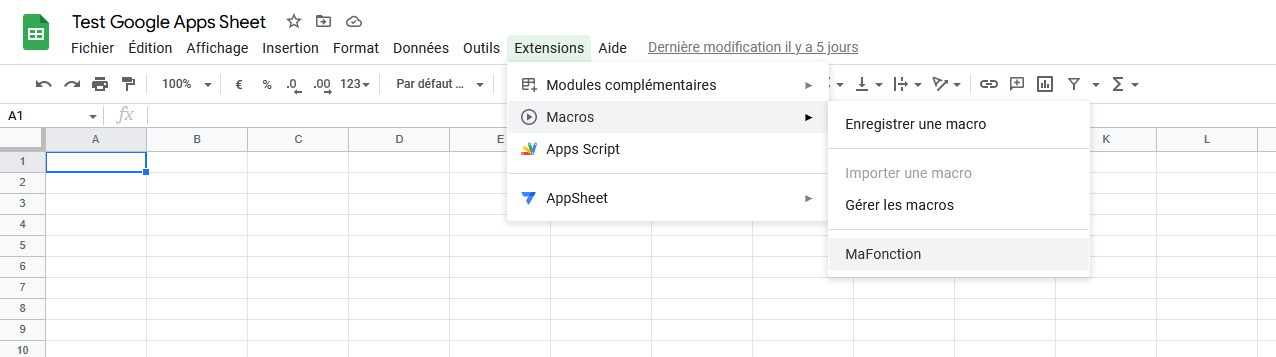 Test Google Apps Sheet
Fichier Édition Affichage Insertion Format Données Outils Extensions Aide Dernière modification il y a 5 jours
100% € % .0 .00 123 Par défaut ... Σ
A1 fx
A B C D E K L
Modules complémentaires
Macros
Apps Script
AppSheet
Enregistrer une macro
Importer une macro
Gérer les macros
MaFonction
1
2
3
4
5
6
7
8
9
10